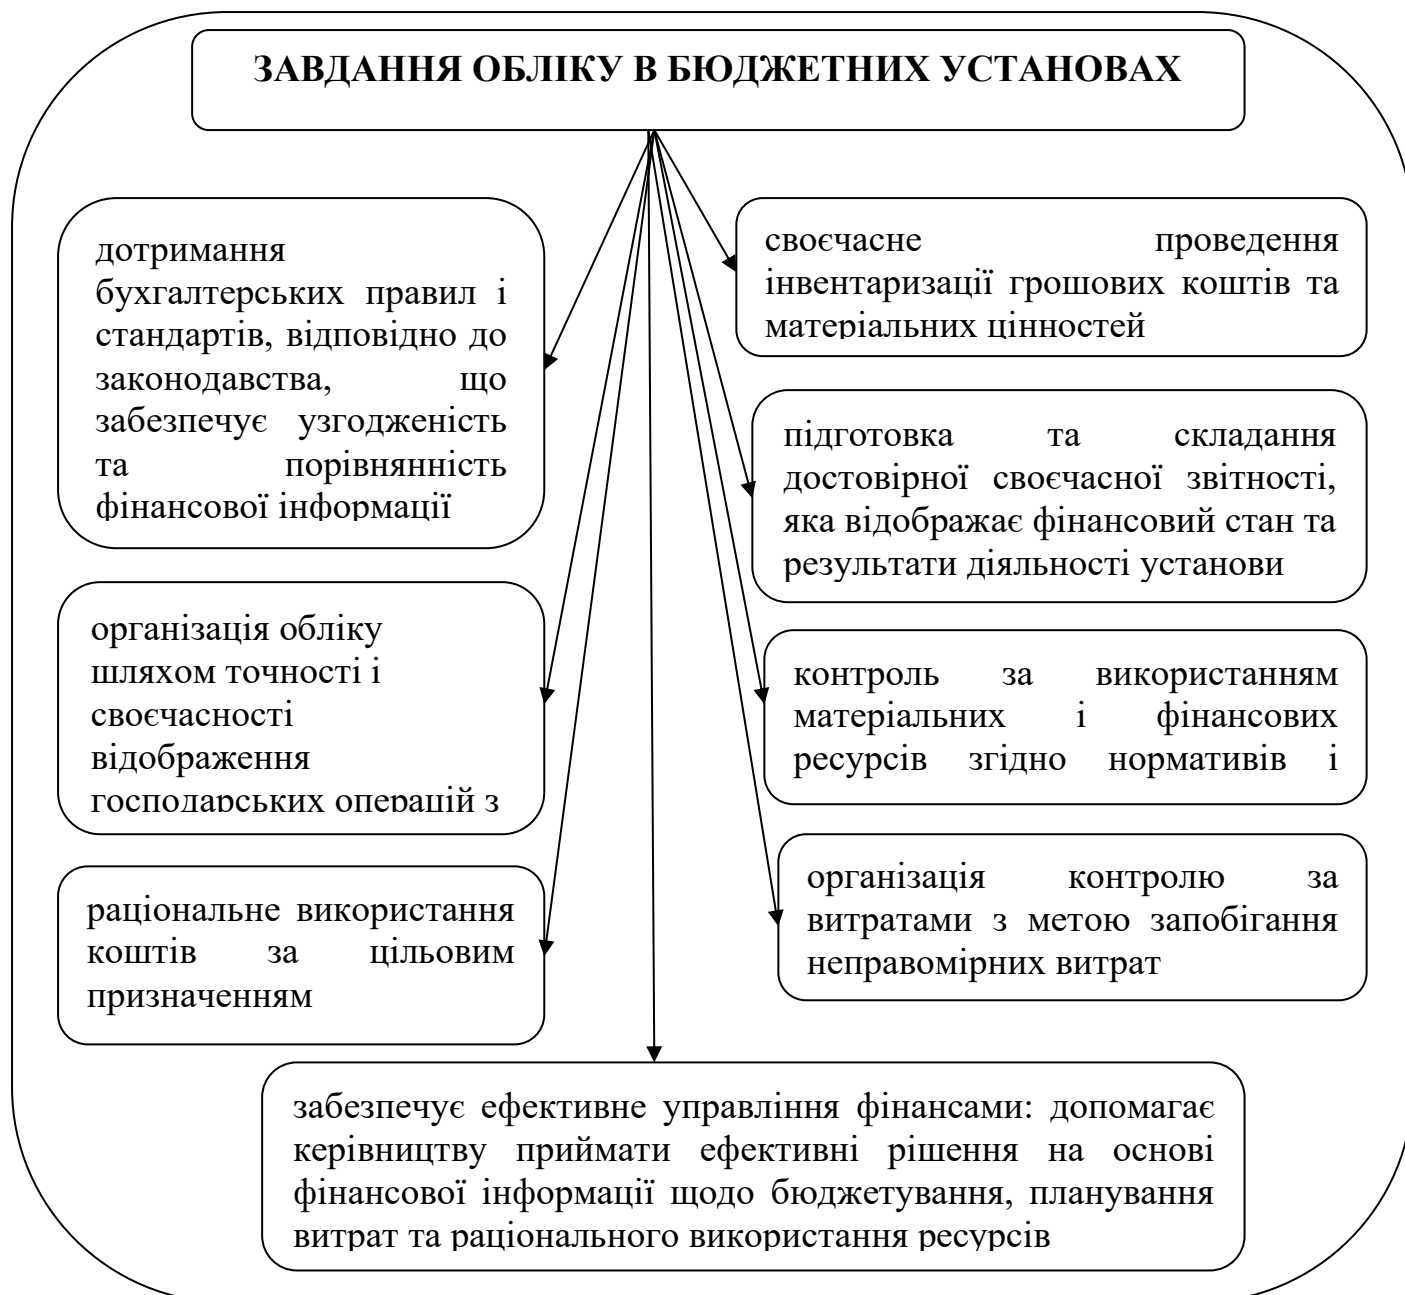 ЗАВДАННЯ ОБЛІКУ В БЮДЖЕТНИХ УСТАНОВАХ
дотримання
бухгалтерських правил і
стандартів, відповідно до
законодавства, що
забезпечує узгодженість
та порівнянність
фінансової інформації
організація обліку
шляхом точності і
своєчасності
відображення
господарських операцій з
раціональне використання
коштів за цільовим
призначенням
своєчасне проведення
інвентаризації грошових коштів та
матеріальних цінностей
підготовка та складання
достовірної своєчасної звітності,
яка відображає фінансовий стан та
результати діяльності установи
контроль за використанням
матеріальних і фінансових
ресурсів згідно нормативів і
організація контролю за
витратами з метою запобігання
неправомірних витрат
забезпечує ефективне управління фінансами: допомагає
керівництву приймати ефективні рішення на основі
фінансової інформації щодо бюджетування, планування
витрат та раціонального використання ресурсів